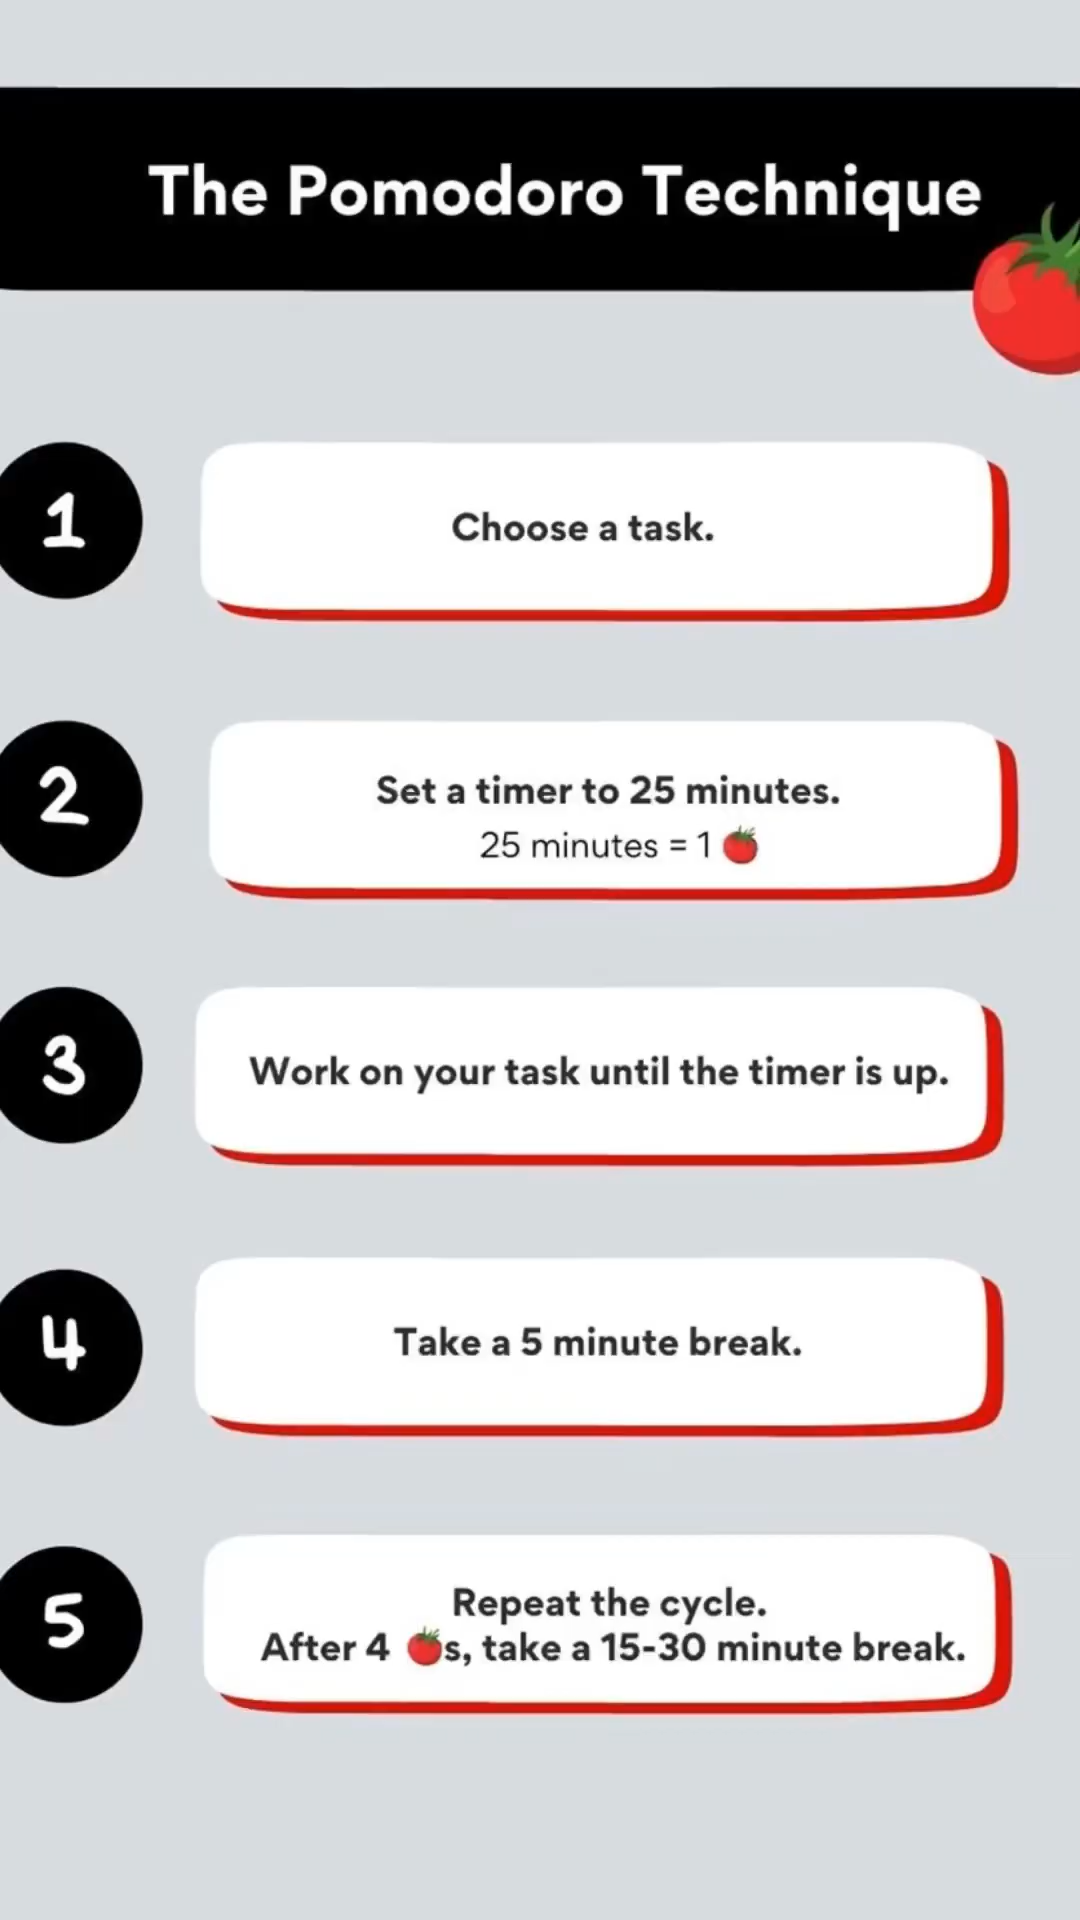 The Pomodoro Technique
1
Choose a task.
2
Set a timer to 25 minutes.
25 minutes = 1 🍅
3
Work on your task until the timer is up.
4
Take a 5 minute break.
5
Repeat the cycle.
After 4 🍅s, take a 15-30 minute break.